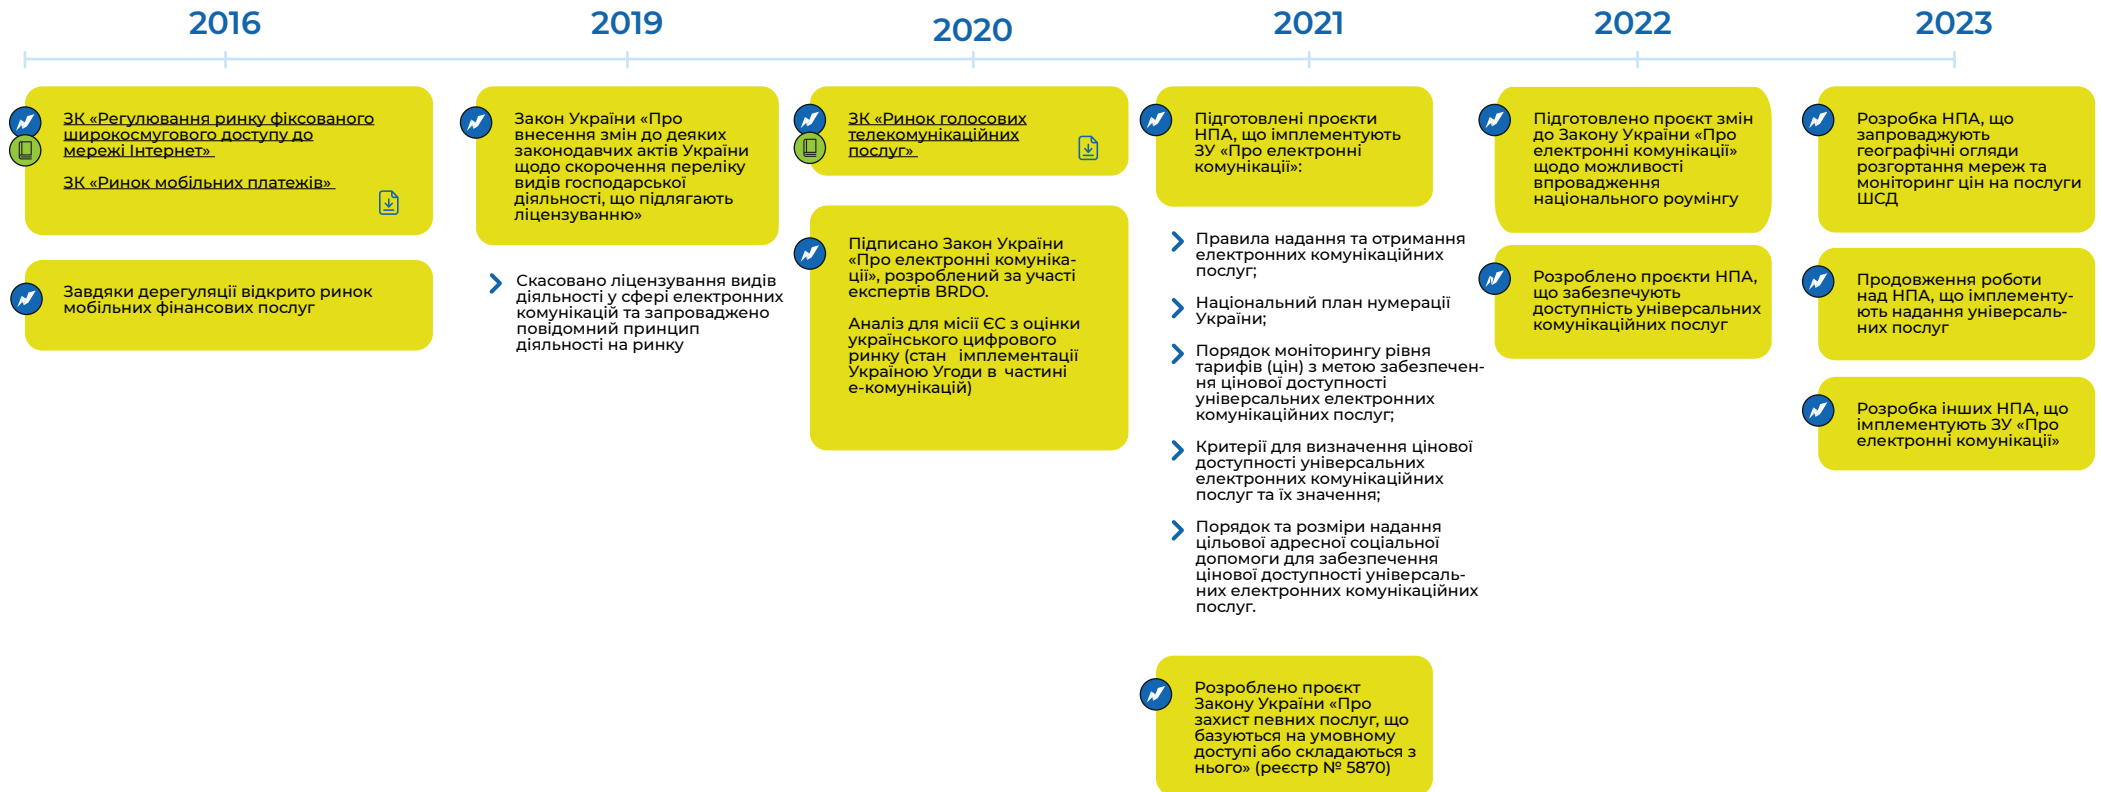 2016
2019
2020
2021
2022
2023
ЗК «Регулювання ринку фіксованого
широкосмугового доступу до
мережі Інтернет»
ЗК «Ринок мобільних платежів»
Завдяки дерегуляції відкрито ринок
мобільних фінансових послуг
Закон України «Про
внесення змін до деяких
законодавчих актів України
щодо скорочення переліку
видів господарської
діяльності, що підлягають
ліцензуванню»
Скасовано ліцензування видів
діяльності у сфері електронних
комунікацій та запроваджено
повідомний принцип
діяльності на ринку
ЗК «Ринок голосових
телекомунікаційних
послуг»
Підписано Закон України
«Про електронні комуніка-
ції», розроблений за участі
експертів BRDO.
Аналіз для місії ЄС з оцінки
українського цифрового
ринку (стан імплементації
Україною Угоди в частині
е-комунікацій)
Підготовлені проєкти
НПА, що імплементують
ЗУ «Про електронні
комунікації»:
Правила надання та отримання
електронних комунікаційних
послуг;
Національний план нумерації
України;
Порядок моніторингу рівня
тарифів (цін) з метою забезпечен-
ня цінової доступності
універсальних електронних
комунікаційних послуг;
Критерії для визначення цінової
доступності універсальних
електронних комунікаційних
послуг та їх значення;
Порядок та розміри надання
цільової адресної соціальної
допомоги для забезпечення
цінової доступності універсаль-
них електронних комунікаційних
послуг.
Розроблено проєкт
Закону України «Про
захист певних послуг, що
базуються на умовному
доступі або складаються з
нього» (реєстр № 5870)
Підготовлено проєкт змін
до Закону України «Про
електронні комунікації»
щодо можливості
впровадження
національного роумінгу
Розроблено проєкти НПА,
що забезпечують
доступність універсальних
комунікаційних послуг
Розробка НПА, що
запроваджують
географічні огляди
розгортання мереж та
моніторинг цін на послуги
ШСД
Продовження роботи
над НПА, що імплементу-
ють надання універсаль-
них послуг
Розробка інших НПА, що
імплементують ЗУ «Про
електронні комунікації»